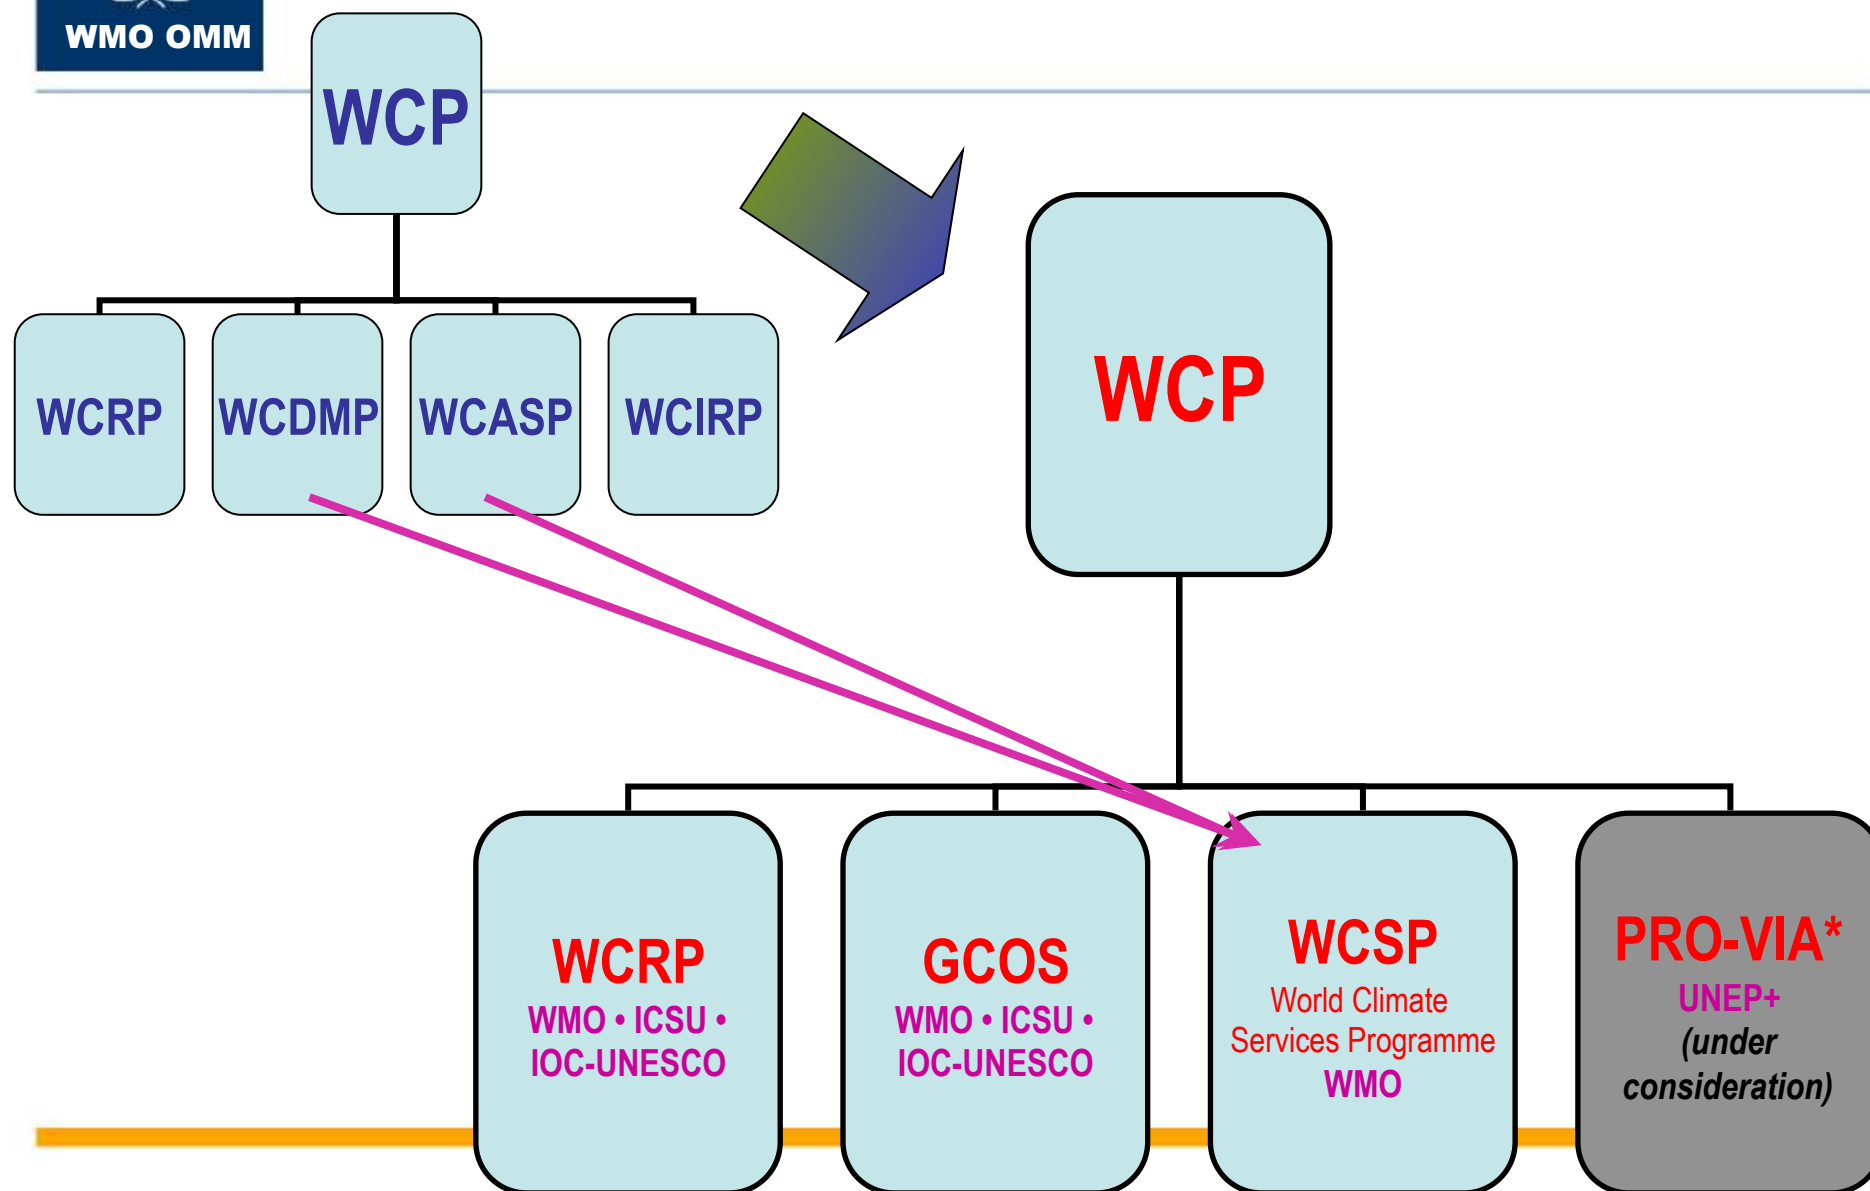 WMO OMM
WCP
WCRP
WCDMP
WCASP
WCIRP
WCP
WCRP
WMO • ICSU •
IOC-UNESCO
GCOS
WMO • ICSU •
IOC-UNESCO
WCSP
World Climate
Services Programme
WMO
PRO-VIA*
UNEP+
(under
consideration)